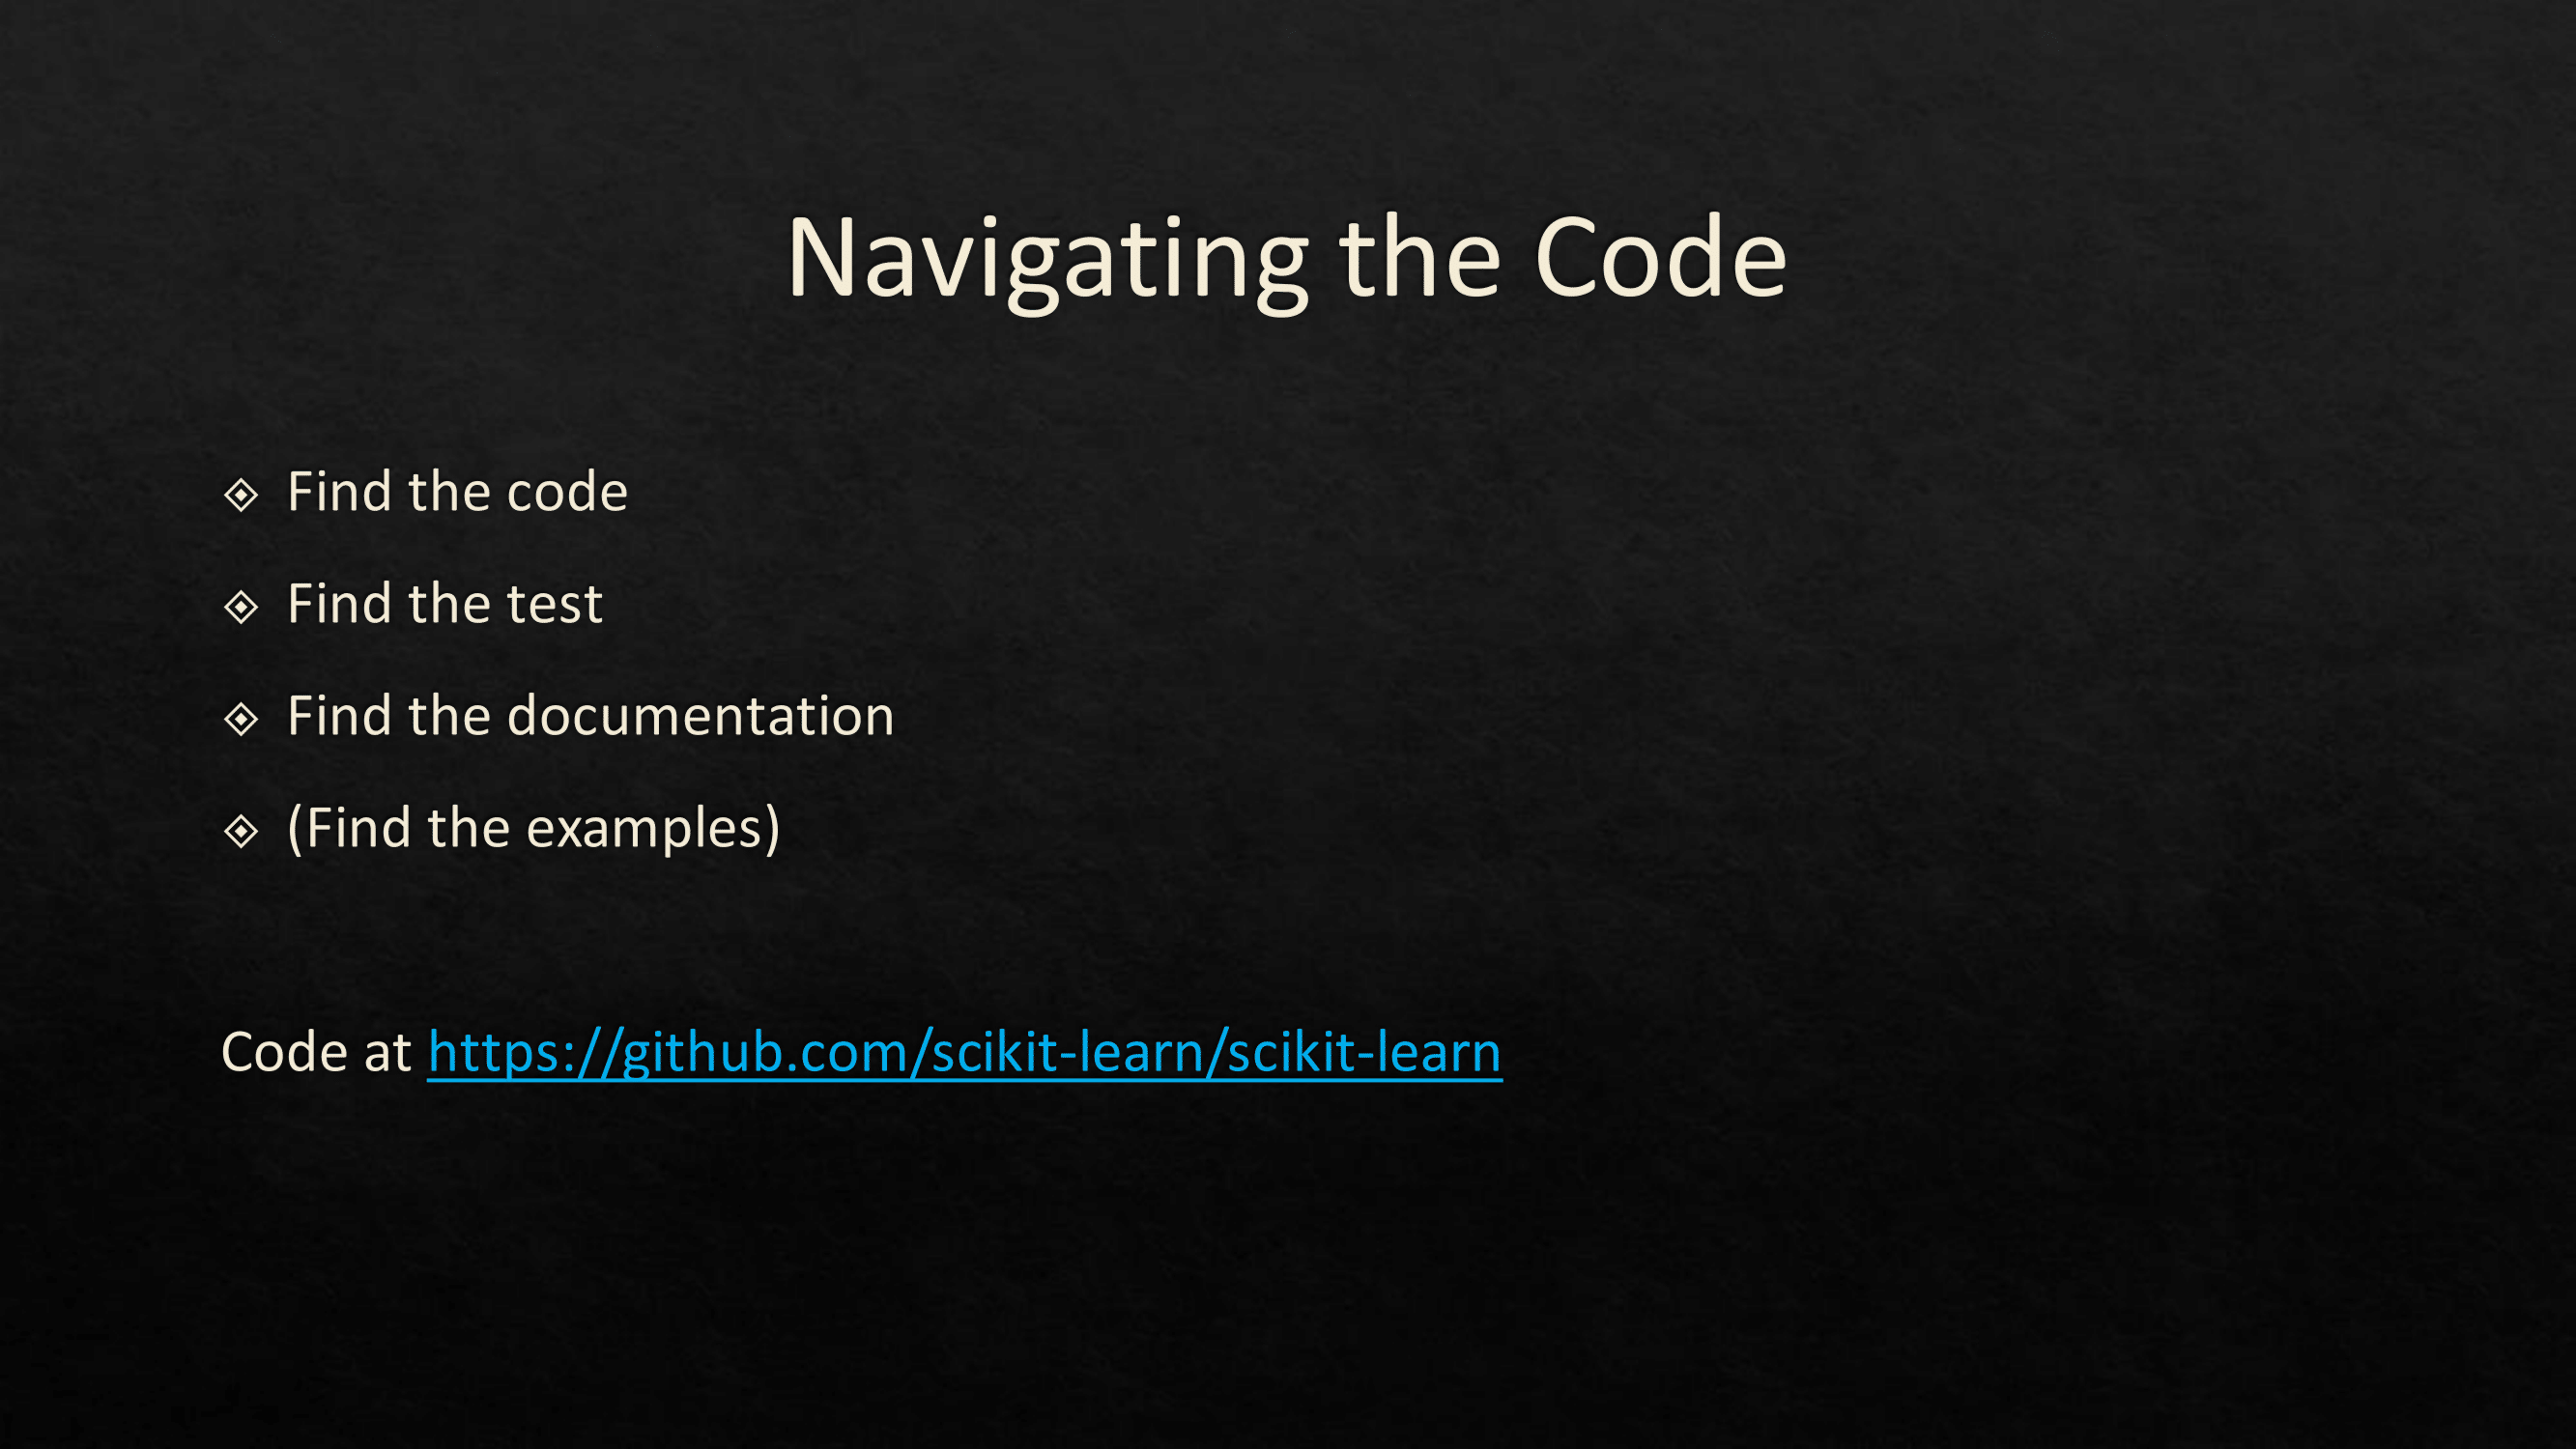 Navigating the Code
Find the code
Find the test
Find the documentation
(Find the examples)
Code at https://github.com/scikit-learn/scikit-learn